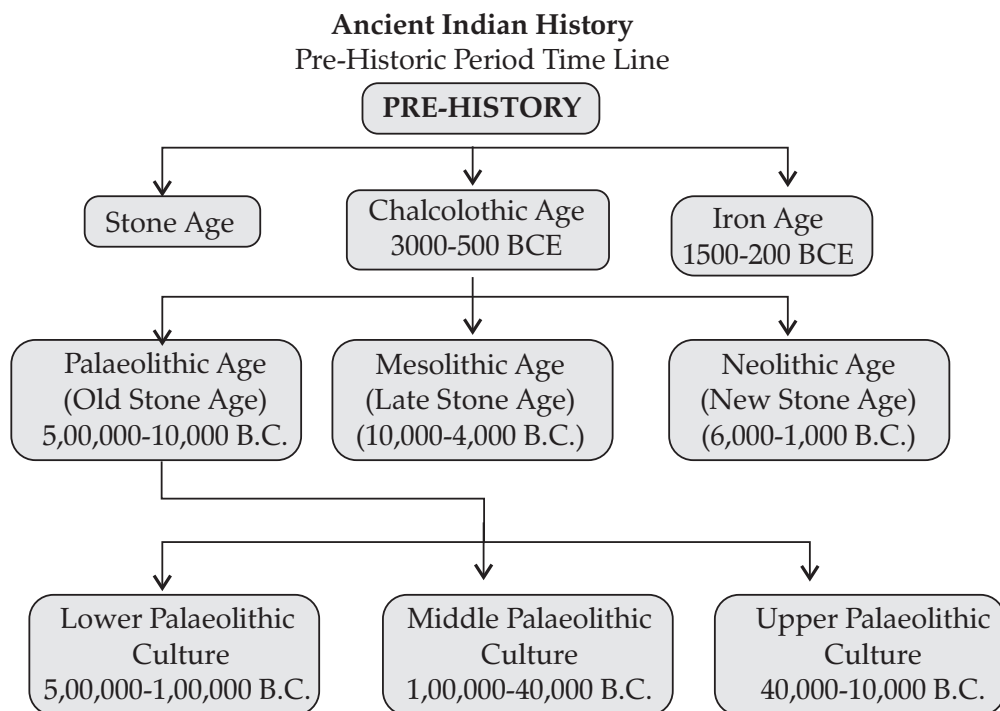 Ancient Indian History
Pre-Historic Period Time Line
PRE-HISTORY
Stone Age
Chalcolothic Age
3000-500 BCE
Iron Age
1500-200 BCE
Palaeolithic Age
(Old Stone Age)
5,00,000-10,000 B.C.
Mesolithic Age
(Late Stone Age)
(10,000-4,000 B.C.)
Neolithic Age
(New Stone Age)
(6,000-1,000 B.C.)
Lower Palaeolithic
Culture
5,00,000-1,00,000 B.C.
Middle Palaeolithic
Culture
1,00,000-40,000 B.C.
Upper Palaeolithic
Culture
40,000-10,000 B.C.